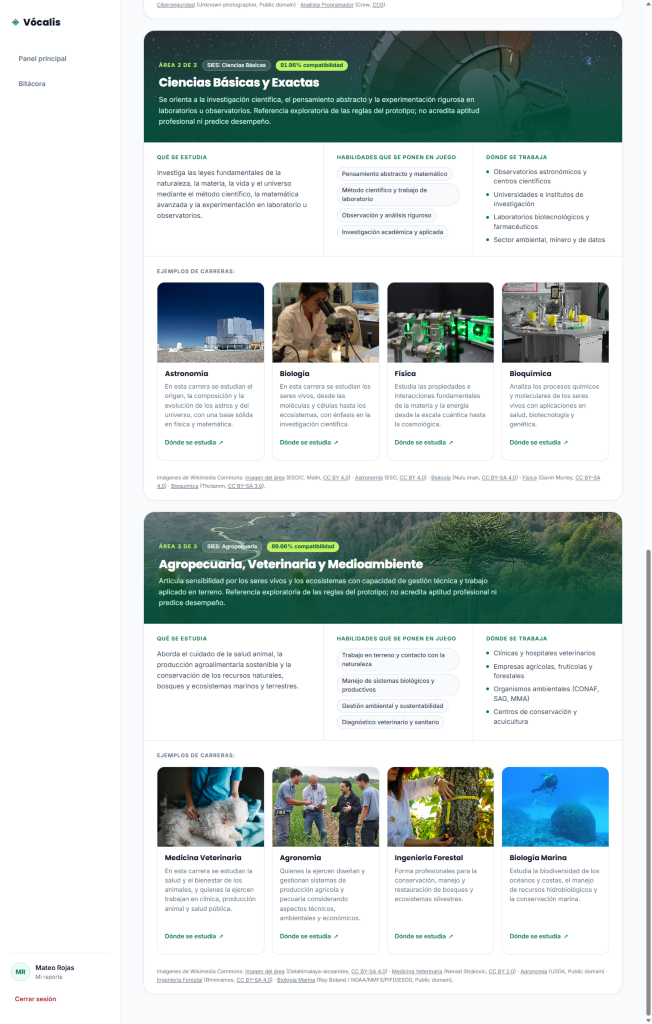 Ciberseguridad (Unknown photographer, Public domain) · Analista Programador (Crew, CC0).
Vócalis
Panel principal
Bitácora
ÁREA 2 DE 3
SIES: Ciencias Básicas
91.96% compatibilidad
Ciencias Básicas y Exactas
Se orienta a la investigación científica, el pensamiento abstracto y la experimentación rigurosa en
laboratorios u observatorios. Referencia exploratoria de las reglas del prototipo; no acredita aptitud
profesional ni predice desempeño.
QUÉ SE ESTUDIA
Investiga las leyes fundamentales de la
naturaleza, la materia, la vida y el universo
mediante el método científico, la matemática
avanzada y la experimentación en laboratorio u
observatorios.
HABILIDADES QUE SE PONEN EN JUEGO
Pensamiento abstracto y matemático
Método científico y trabajo de
laboratorio
Observación y análisis riguroso
Investigación académica y aplicada
DÓNDE SE TRABAJA
Observatorios astronómicos y
centros científicos
Universidades e institutos de
investigación
Laboratorios biotecnológicos y
farmacéuticos
Sector ambiental, minero y de datos
EJEMPLOS DE CARRERAS:
Astronomía
En esta carrera se estudian el
origen, la composición y la
evolución de los astros y del
universo, con una base sólida
en física y matemática.
Dónde se estudia ↗
Biología
En esta carrera se estudian los
seres vivos, desde las
moléculas y células hasta los
ecosistemas, con énfasis en la
investigación científica.
Dónde se estudia ↗
Física
Estudia las propiedades e
interacciones fundamentales
de la materia y la energía
desde la escala cuántica hasta
la cosmológica.
Dónde se estudia ↗
Bioquímica
Analiza los procesos químicos
y moleculares de los seres
vivos con aplicaciones en
salud, biotecnología y
genética.
Dónde se estudia ↗
Imágenes de Wikimedia Commons: Imagen del área (ESO/C. Malin, CC BY 4.0) · Astronomía (ESO, CC BY 4.0) · Biología (Nulu Iman, CC BY-SA 4.0) · Física (Gavin Morley, CC BY-SA
4.0) · Bioquímica (Thclamm, CC BY-SA 3.0).
ÁREA 3 DE 3
SIES: Agropecuaria
89.66% compatibilidad
Agropecuaria, Veterinaria y Medioambiente
Articula sensibilidad por los seres vivos y los ecosistemas con capacidad de gestión técnica y trabajo
aplicado en terreno. Referencia exploratoria de las reglas del prototipo; no acredita aptitud profesional ni
predice desempeño.
QUÉ SE ESTUDIA
Aborda el cuidado de la salud animal, la
producción agroalimentaria sostenible y la
conservación de los recursos naturales,
bosques y ecosistemas marinos y terrestres.
HABILIDADES QUE SE PONEN EN JUEGO
Trabajo en terreno y contacto con la
naturaleza
Manejo de sistemas biológicos y
productivos
Gestión ambiental y sustentabilidad
Diagnóstico veterinario y sanitario
DÓNDE SE TRABAJA
Clínicas y hospitales veterinarios
Empresas agrícolas, frutícolas y
forestales
Organismos ambientales (CONAF,
SAG, MMA)
Centros de conservación y
acuicultura
EJEMPLOS DE CARRERAS:
Medicina Veterinaria
En esta carrera se estudian la
salud y el bienestar de los
animales, y quienes la ejercen
trabajan en clínica, producción
animal y salud pública.
Dónde se estudia ↗
Agronomía
Quienes la ejercen diseñan y
gestionan sistemas de
producción agrícola y
pecuaria considerando
aspectos técnicos,
ambientales y económicos.
Dónde se estudia ↗
Ingeniería Forestal
Forma profesionales para la
conservación, manejo y
restauración de bosques y
ecosistemas silvestres.
Dónde se estudia ↗
Biología Marina
Estudia la biodiversidad de los
océanos y costas, el manejo
de recursos hidrobiológicos y
la conservación marina.
Dónde se estudia ↗
Imágenes de Wikimedia Commons: Imagen del área (CC BY-SA 4.0) · Medicina Veterinaria (Nenad Stojkovic, CC BY 2.0) · Agronomía (USDA, Public domain) ·
Ingeniería Forestal (CC BY-SA 4.0) · Biología Marina (Ray Boland / NOAA/NMFS/PIFD/ESOD, Public domain).
MR
Mateo Rojas
Mi reporte
Cerrar sesión